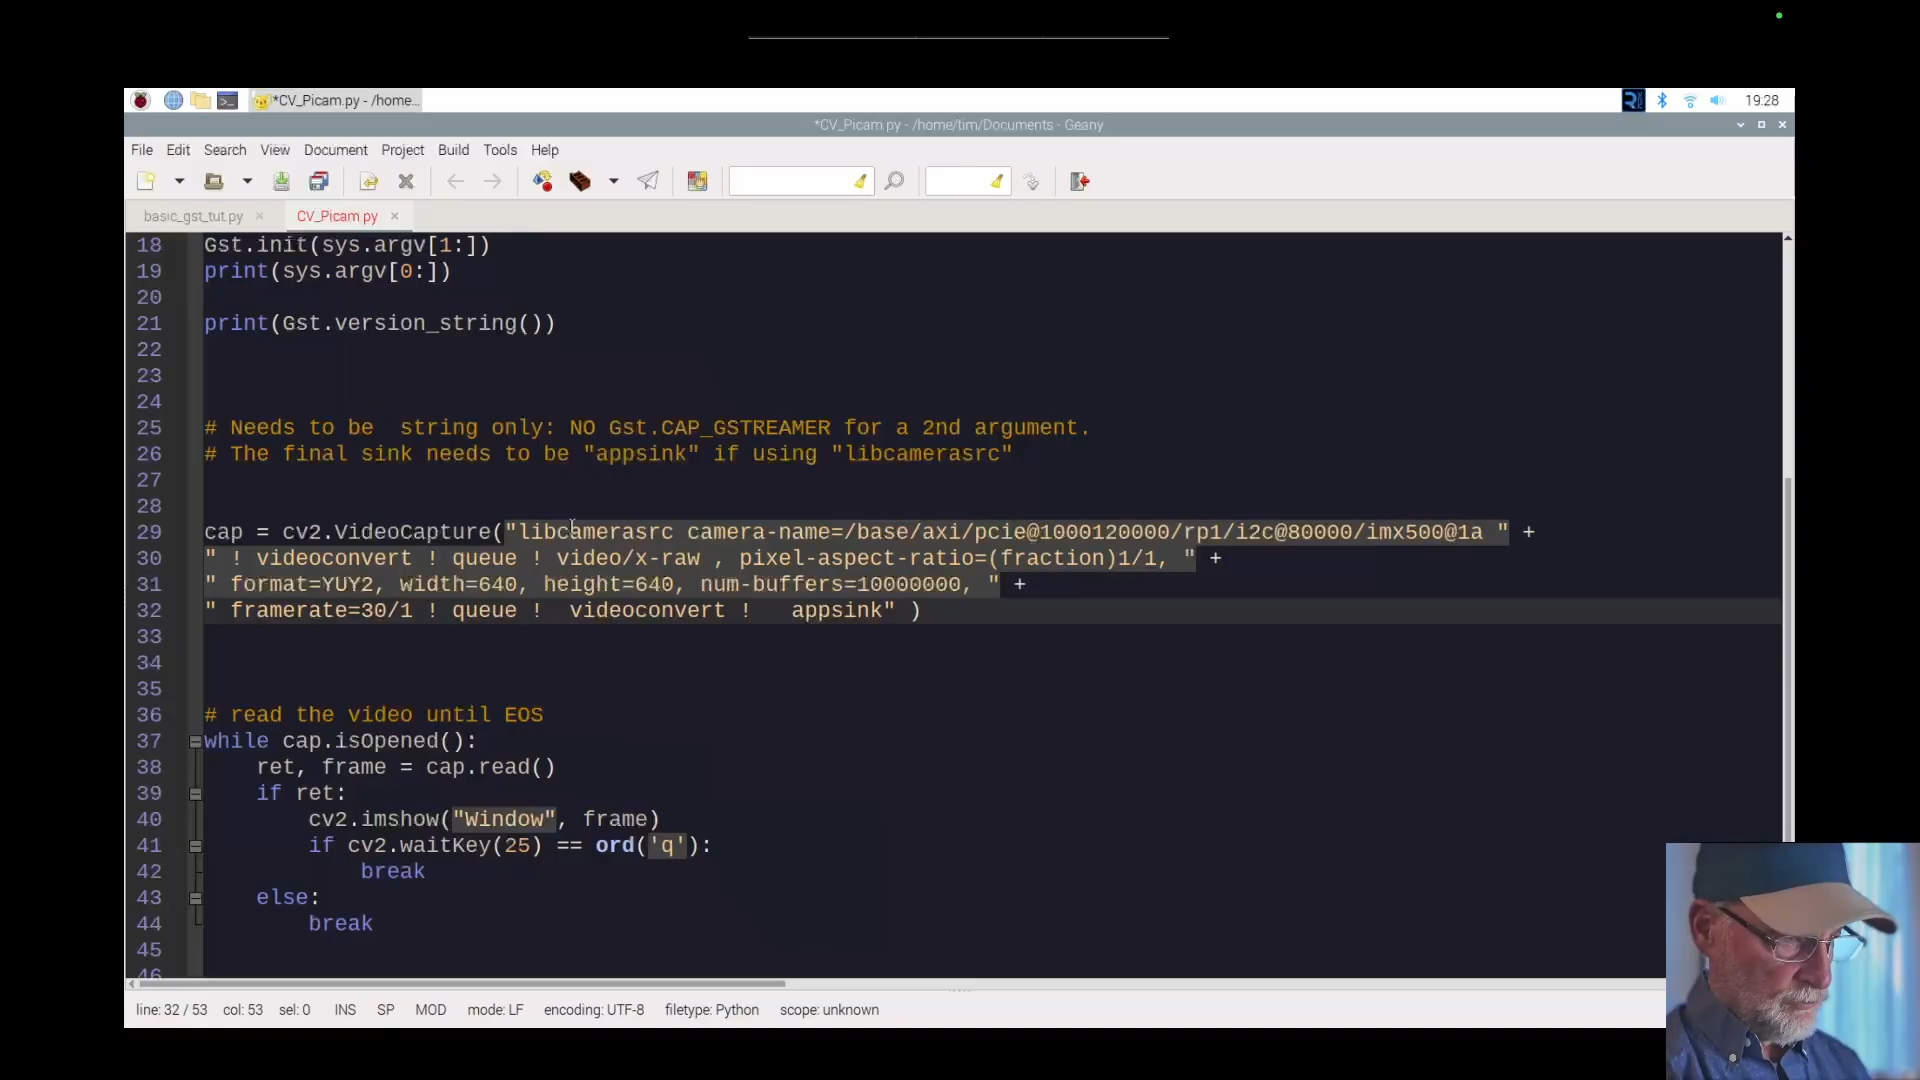 *CV_Picam.py - /home...
19:28
*CV_Picam.py - /home/tim/Documents - Geany
File Edit Search View Document Project Build Tools Help
basic_gst_tut.py
CV_Picam.py
18 Gst.init(sys.argv[1:])
19 print(sys.argv[0:])
20
21 print(Gst.version_string())
22
23
24
25 # Needs to be  string only: NO Gst.CAP_GSTREAMER for a 2nd argument.
26 # The final sink needs to be "appsink" if using "libcamerasrc"
27
28
29 cap = cv2.VideoCapture("libcamerasrc camera-name=/base/axi/pcie@1000120000/rp1/i2c@80000/imx500@1a " +
30 " ! videoconvert ! queue ! video/x-raw , pixel-aspect-ratio=(fraction)1/1, " +
31 " format=YUY2, width=640, height=640, num-buffers=10000000, " +
32 " framerate=30/1 ! queue !  videoconvert !   appsink" )
33
34
35
36 # read the video until EOS
37 while cap.isOpened():
38     ret, frame = cap.read()
39     if ret:
40         cv2.imshow("Window", frame)
41         if cv2.waitKey(25) == ord('q'):
42             break
43     else:
44         break
45
46
line: 32 / 53 col: 53 sel: 0 INS SP MOD mode: LF encoding: UTF-8 filetype: Python scope: unknown